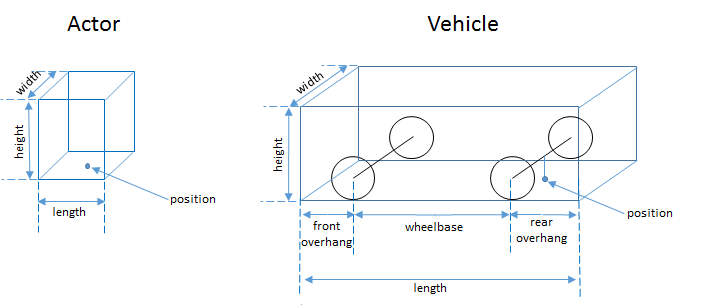 Actor
width
height
length
position
Vehicle
width
height
front
overhang
wheelbase
rear
overhang
length
position